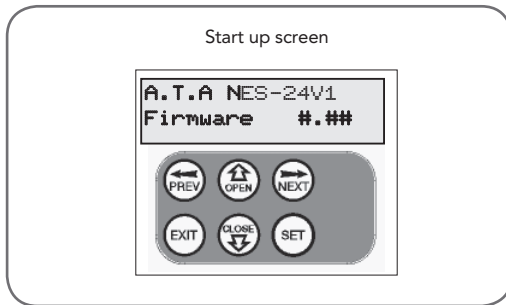 Start up screen
A.T.A NES-24V1
Firmware #.##
PREV OPEN NEXT
EXIT CLOSE SET